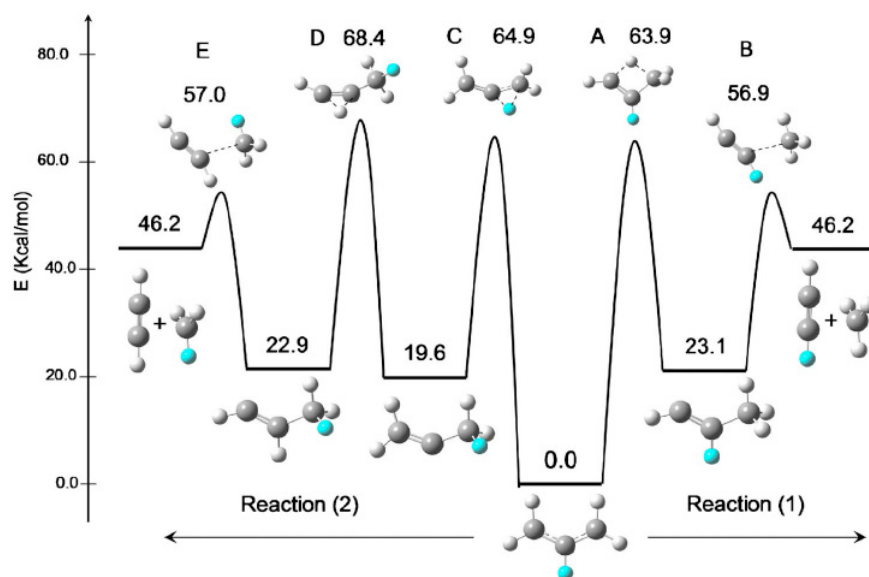 E D 68.4 C 64.9 A 63.9 B
80.0
57.0 56.9
60.0
46.2 46.2
40.0
+ +
22.9 19.6 23.1
20.0
0.0
0.0
Reaction (2) Reaction (1)
E (Kcal/mol)